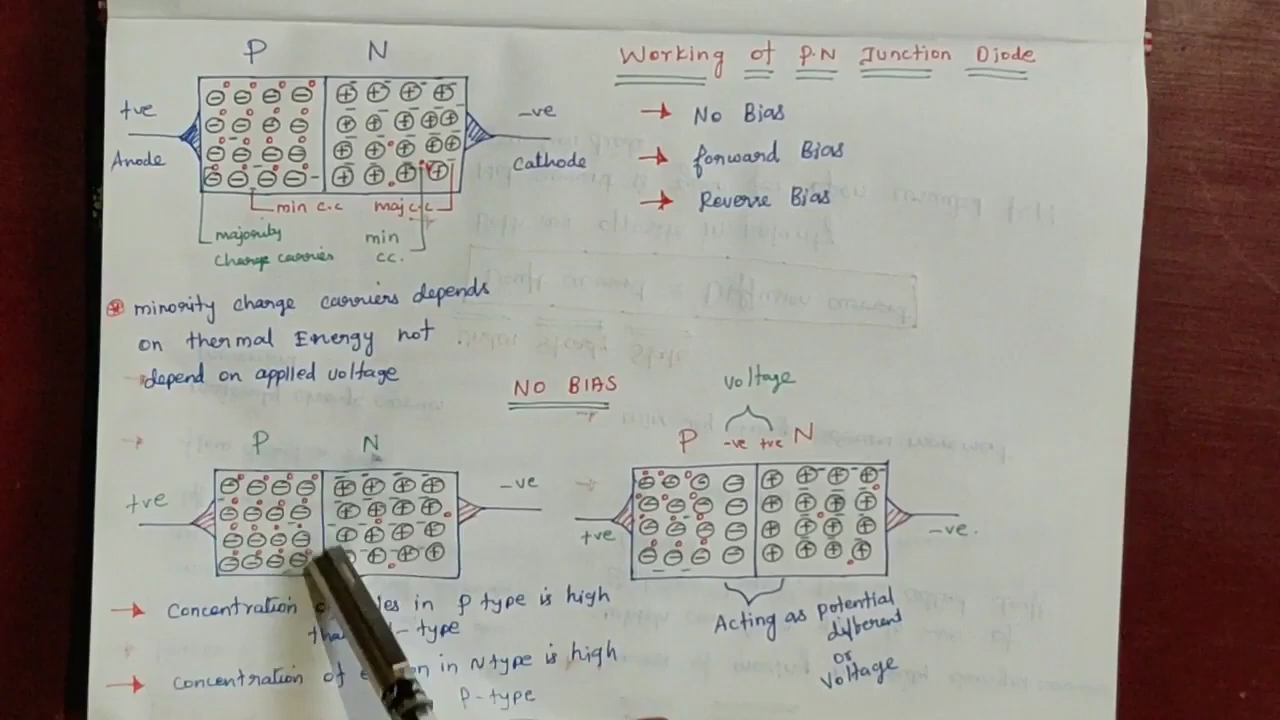 P N
Working of P.N Junction Diode
+ve
-ve
Anode
Cathode
→ No Bias
→ forward Bias
→ Reverse Bias
min c.c maj c.c
majority
charge carriers
min
cc.
minority charge carriers depends
on thermal Energy not
depend on applied voltage
NO BIAS
voltage
P N
P -ve +ve N
+ve
-ve
+ve
-ve.
→ Concentration in P type is high
type
→ Concentration of in N type is high
P-type
Acting as potential
different
or
voltage